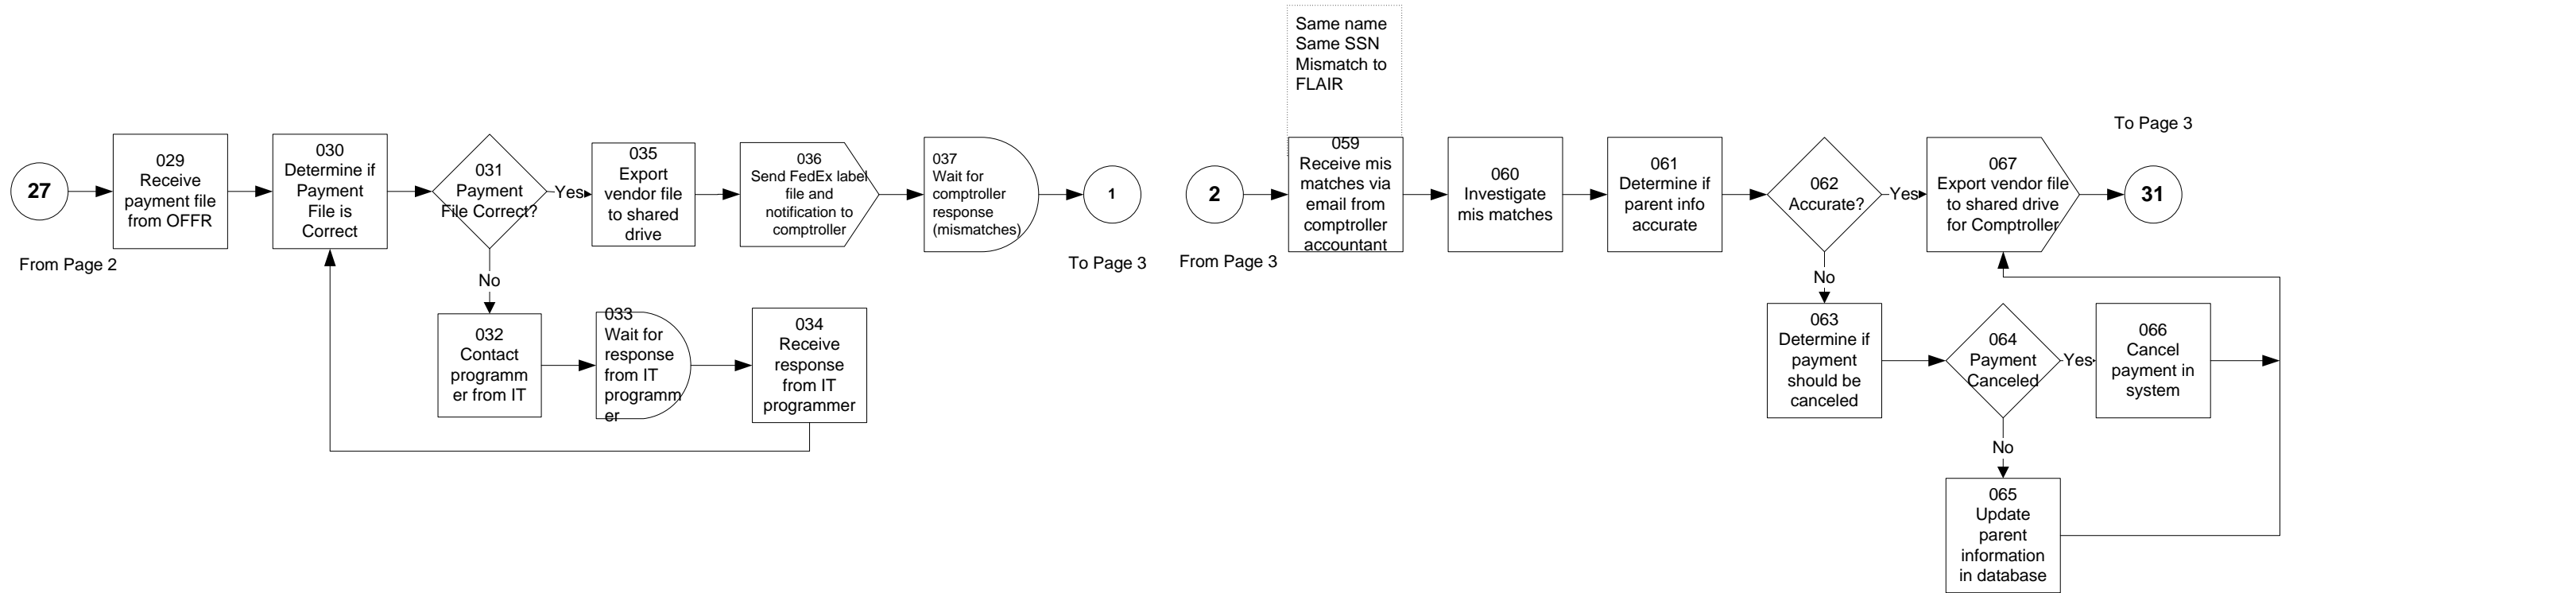 27
From Page 2
029
Receive
payment file
from OFFR
030
Determine if
Payment
File is
Correct
031
Payment
File Correct?
Yes
No
032
Contact
programm
er from IT
033
Wait for
response
from IT
programm
er
034
Receive
response
from IT
programmer
035
Export
vendor file
to shared
drive
036
Send FedEx label
file and
notification to
comptroller
037
Wait for
comptroller
response
(mismatches)
1
To Page 3
2
From Page 3
Same name
Same SSN
Mismatch to
FLAIR
059
Receive mis
matches via
email from
comptroller
accountant
060
Investigate
mis matches
061
Determine if
parent info
accurate
062
Accurate?
Yes
No
063
Determine if
payment
should be
canceled
064
Payment
Canceled
Yes
No
065
Update
parent
information
in database
066
Cancel
payment in
system
067
Export vendor file
to shared drive
for Comptroller
31
To Page 3